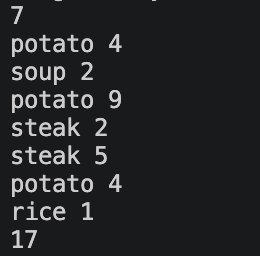 7
potato 4
soup 2
potato 9
steak 2
steak 5
potato 4
rice 1
17